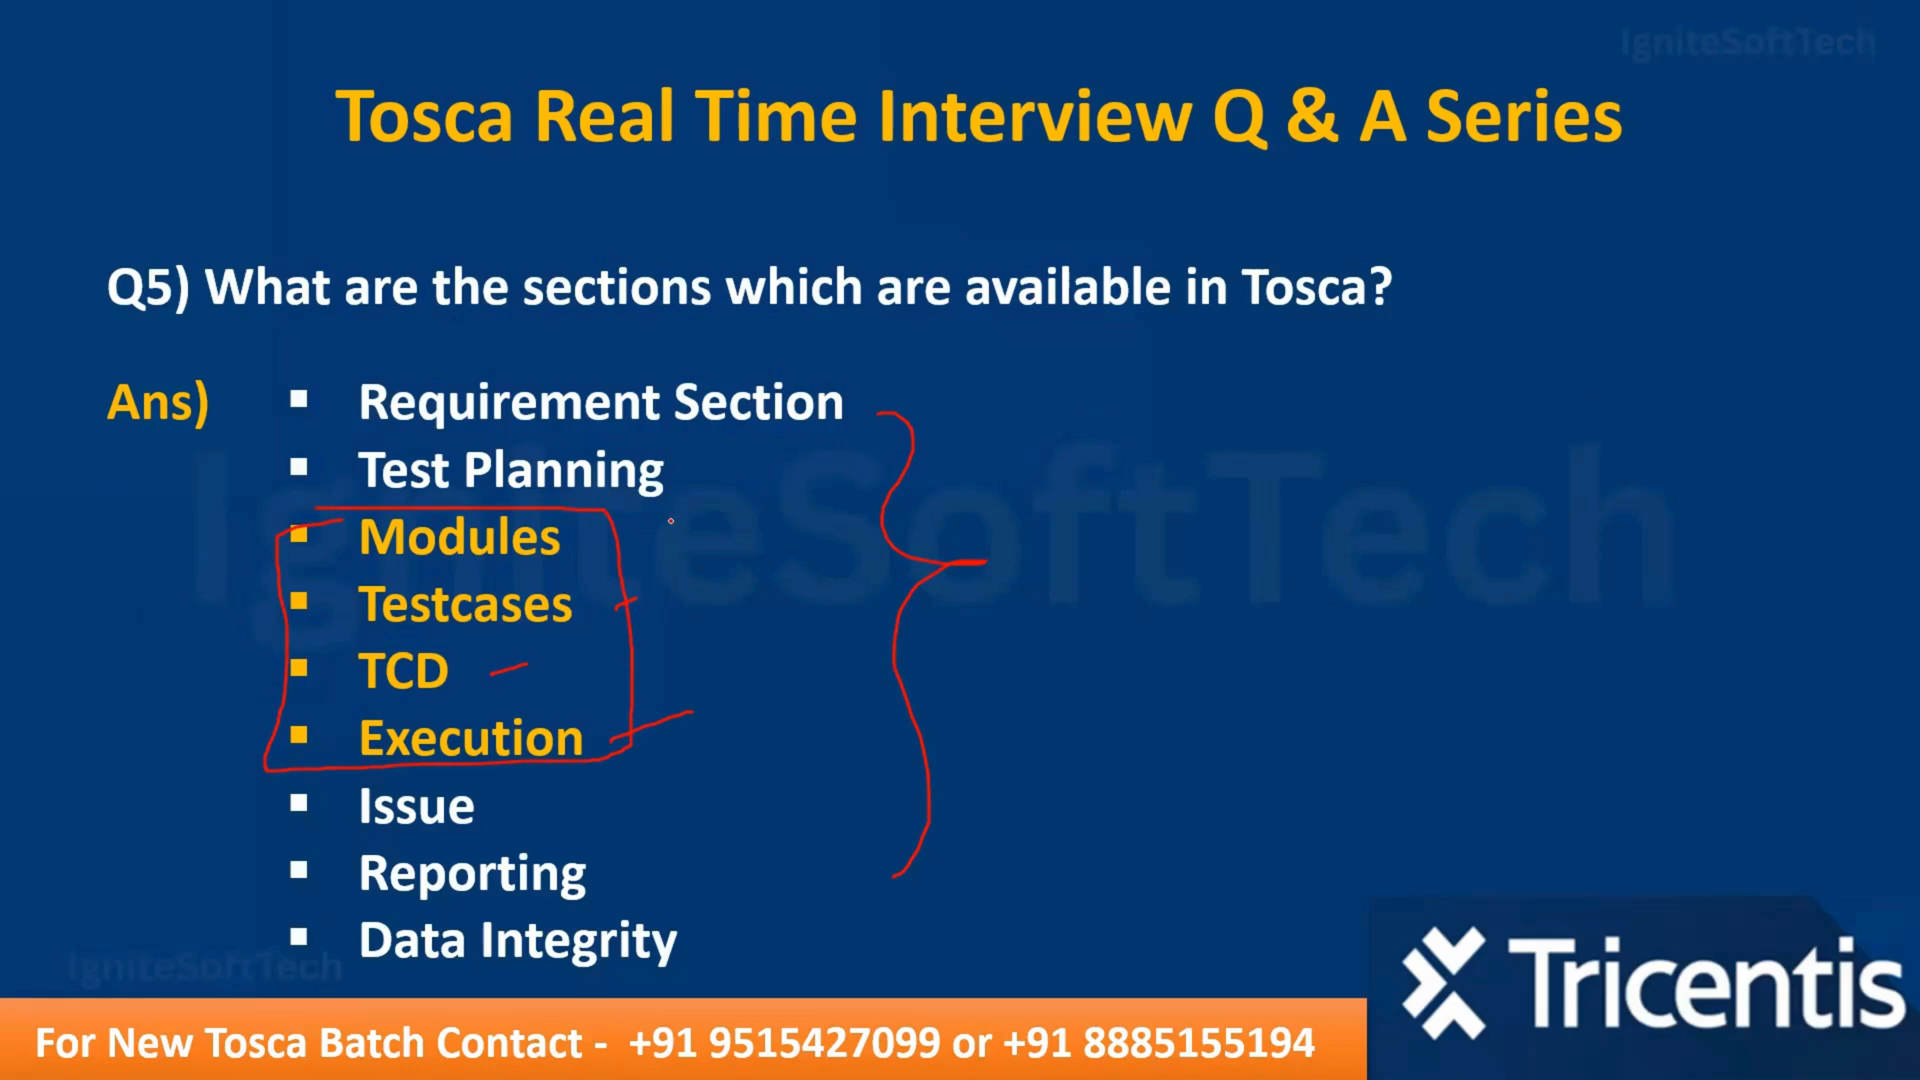 IgniteSoftTech
Tosca Real Time Interview Q & A Series
Q5) What are the sections which are available in Tosca?
Ans)
▪ Requirement Section
▪ Test Planning
▪ Modules
▪ Testcases
▪ TCD
▪ Execution
▪ Issue
▪ Reporting
▪ Data Integrity
IgniteSoftTech
IgniteSoftTech
For New Tosca Batch Contact - +91 9515427099 or +91 8885155194
Tricentis